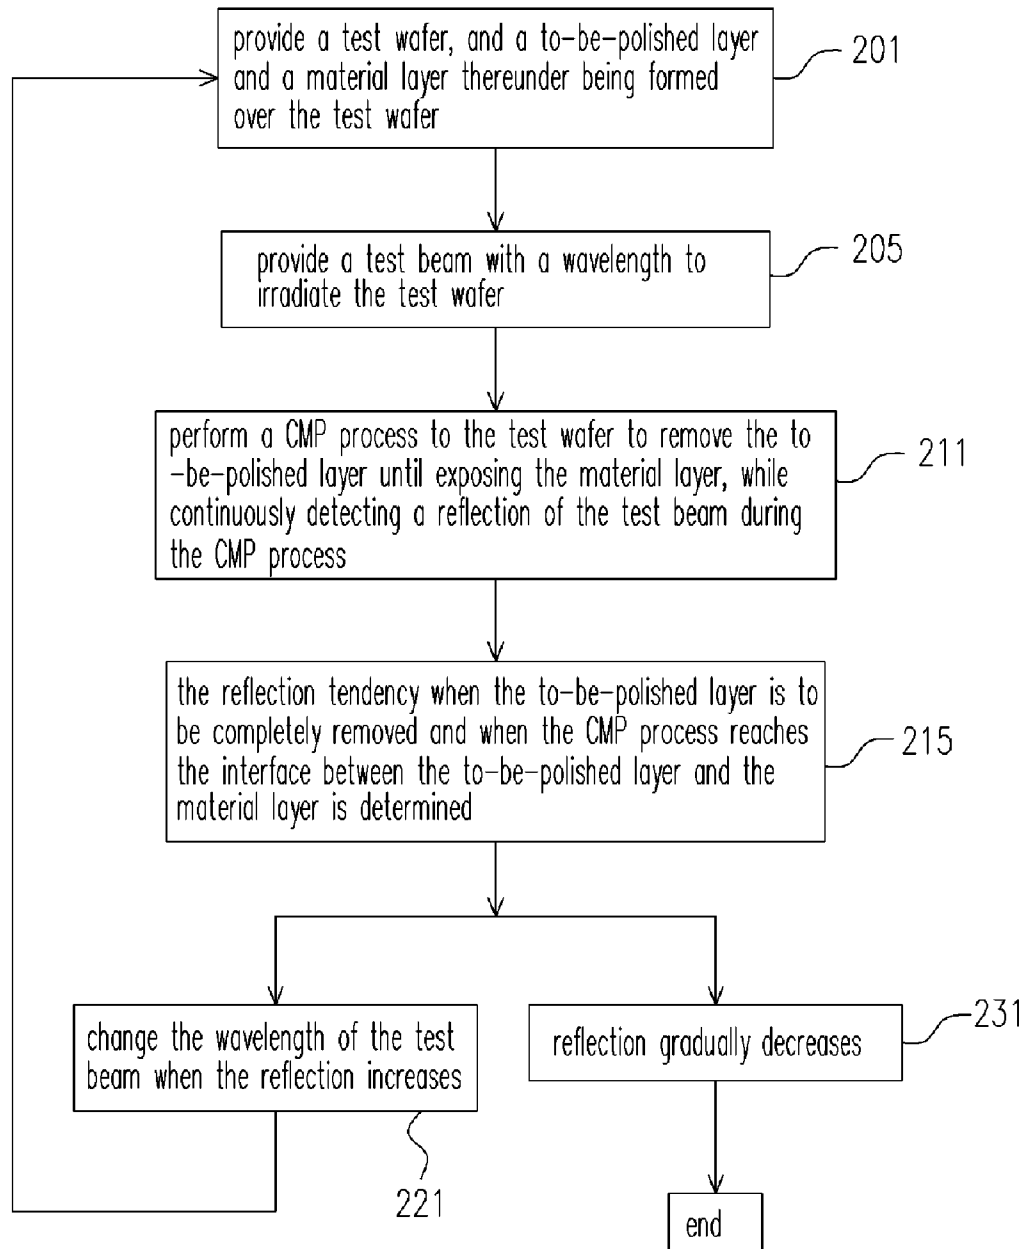 provide a test wafer, and a to-be-polished layer
and a material layer thereunder being formed
over the test wafer
201
provide a test beam with a wavelength to
irradiate the test wafer
205
perform a CMP process to the test wafer to remove the to
-be-polished layer until exposing the material layer, while
continuously detecting a reflection of the test beam during
the CMP process
211
the reflection tendency when the to-be-polished layer is to
be completely removed and when the CMP process reaches
the interface between the to-be-polished layer and the
material layer is determined
215
change the wavelength of the test
beam when the reflection increases
221
reflection gradually decreases
231
end